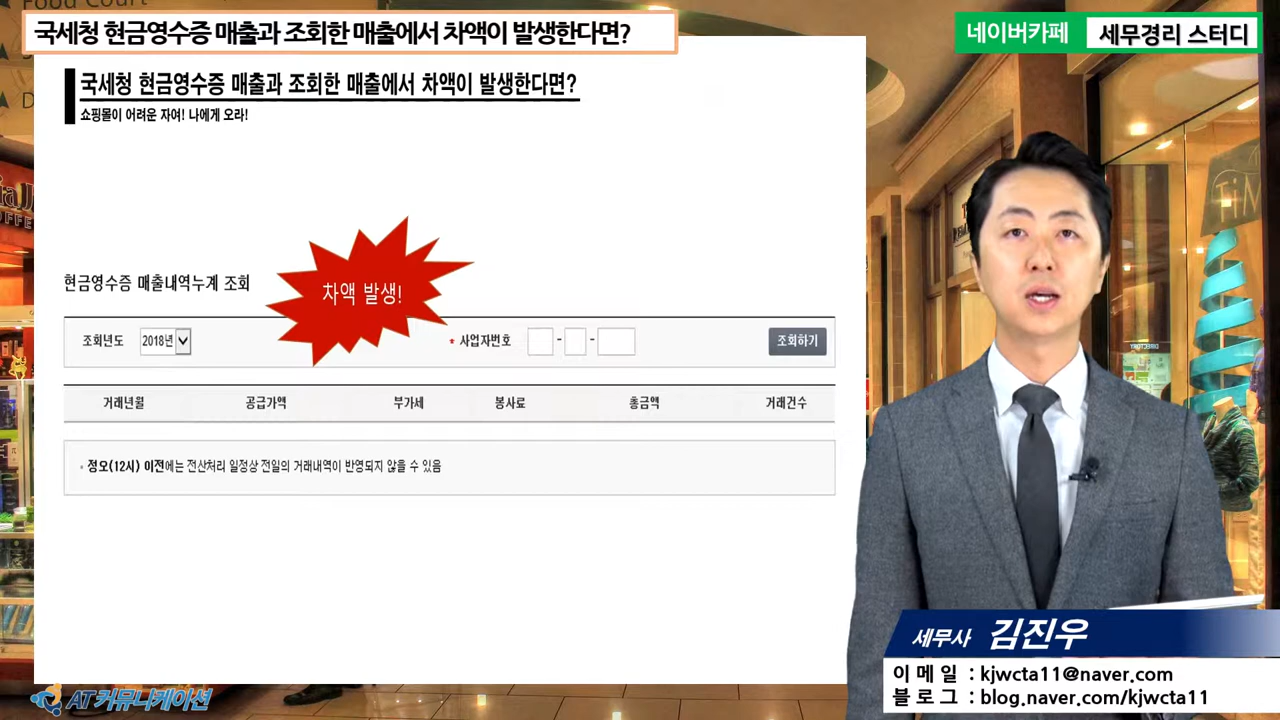 Food Court
국세청 현금영수증 매출과 조회한 매출에서 차액이 발생한다면?
네이버카페 세무경리 스터디
국세청 현금영수증 매출과 조회한 매출에서 차액이 발생한다면?
쇼핑몰이 어려운 자여! 나에게 오라!
차액 발생!
현금영수증 매출내역누계 조회
조회년도 2018년 * 사업자번호 - - 조회하기
거래년월 공급가액 부가세 봉사료 총금액 거래건수
• 정오(12시) 이전에는 전산처리 일정상 전일의 거래내역이 반영되지 않을 수 있음
DIRECTORY
세무사 김진우
이 메 일 : kjwcta11@naver.com
블 로 그 : blog.naver.com/kjwcta11
AT커뮤니케이션